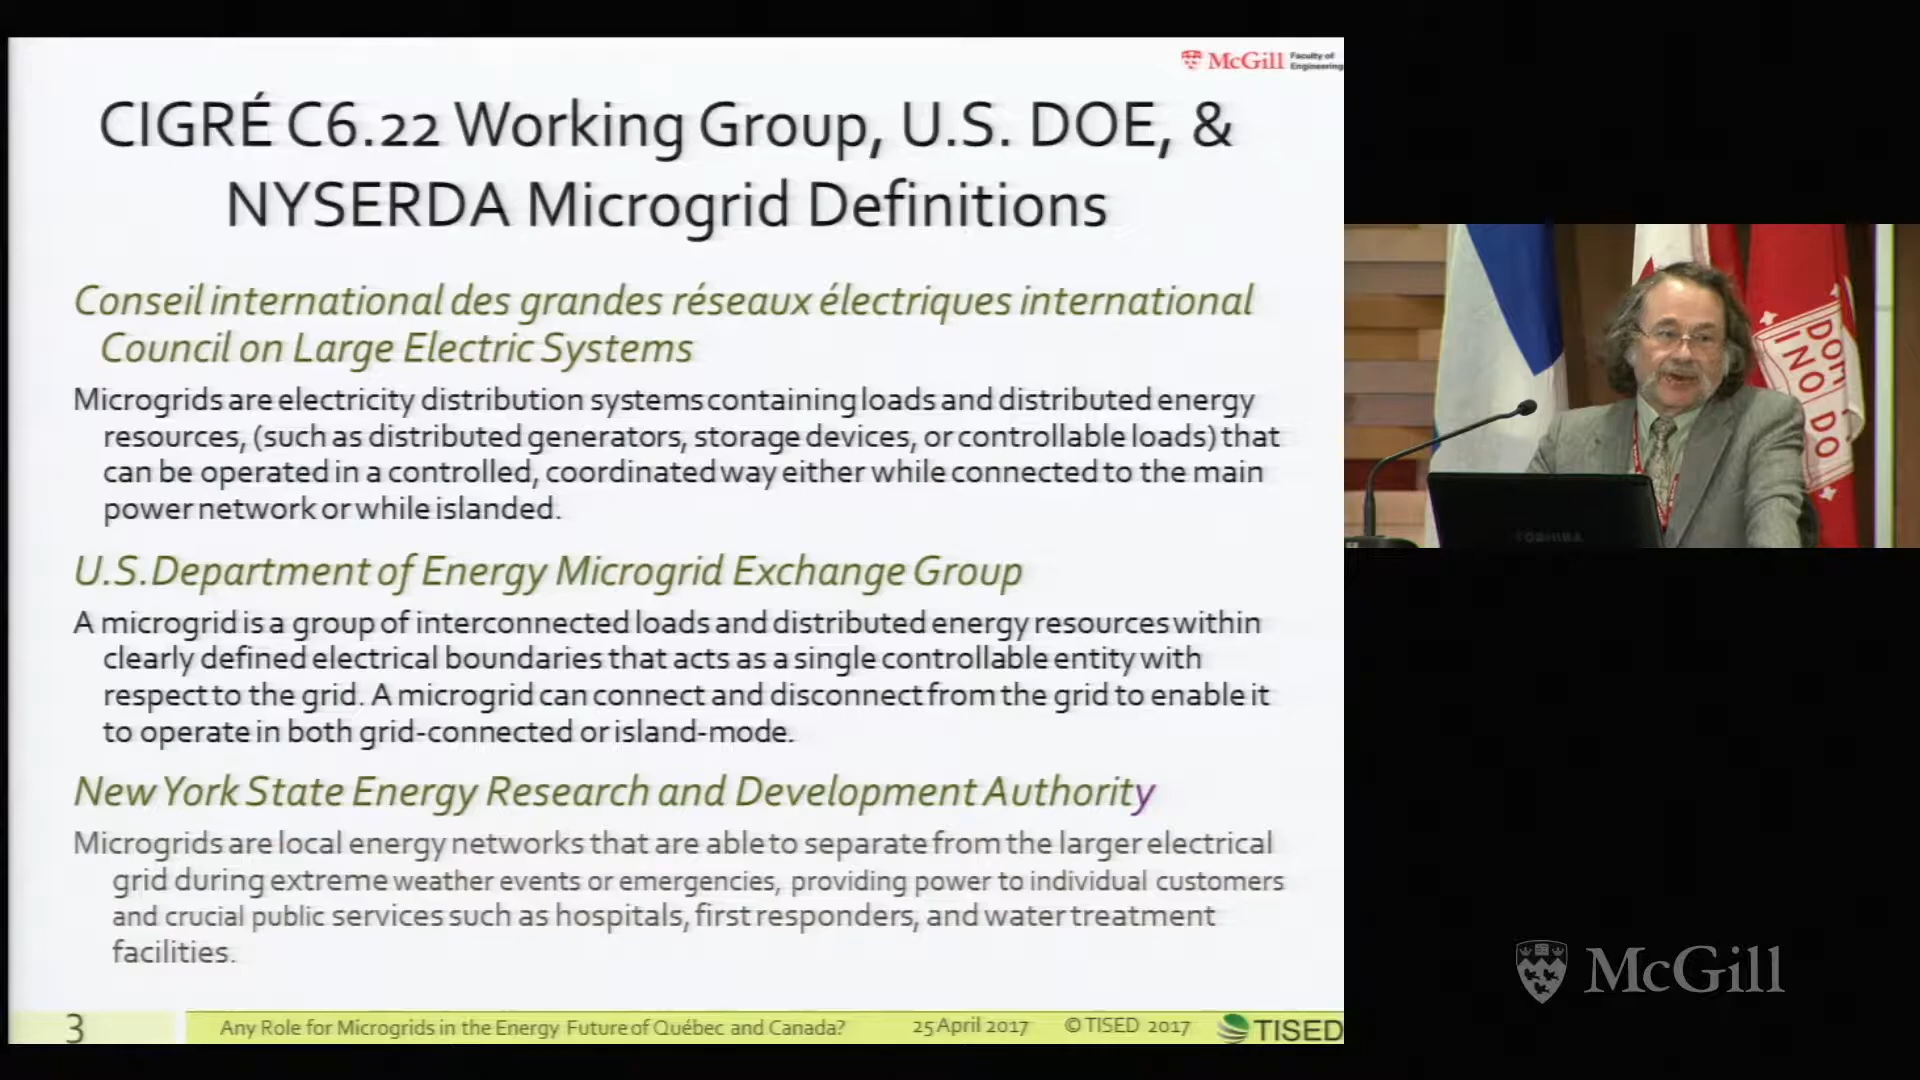 McGill Faculty of
Engineering
CIGRÉ C6.22 Working Group, U.S. DOE, &
NYSERDA Microgrid Definitions
Conseil international des grandes réseaux électriques international
Council on Large Electric Systems
Microgrids are electricity distribution systems containing loads and distributed energy
resources, (such as distributed generators, storage devices, or controllable loads) that
can be operated in a controlled, coordinated way either while connected to the main
power network or while islanded.
U.S. Department of Energy Microgrid Exchange Group
A microgrid is a group of interconnected loads and distributed energy resources within
clearly defined electrical boundaries that acts as a single controllable entity with
respect to the grid. A microgrid can connect and disconnect from the grid to enable it
to operate in both grid-connected or island-mode.
New York State Energy Research and Development Authority
Microgrids are local energy networks that are able to separate from the larger electrical
grid during extreme weather events or emergencies, providing power to individual customers
and crucial public services such as hospitals, first responders, and water treatment
facilities.
3 Any Role for Microgrids in the Energy Future of Québec and Canada? 25 April 2017 © TISED 2017 TISED
DOM
INO DO
TOSHIBA
McGill